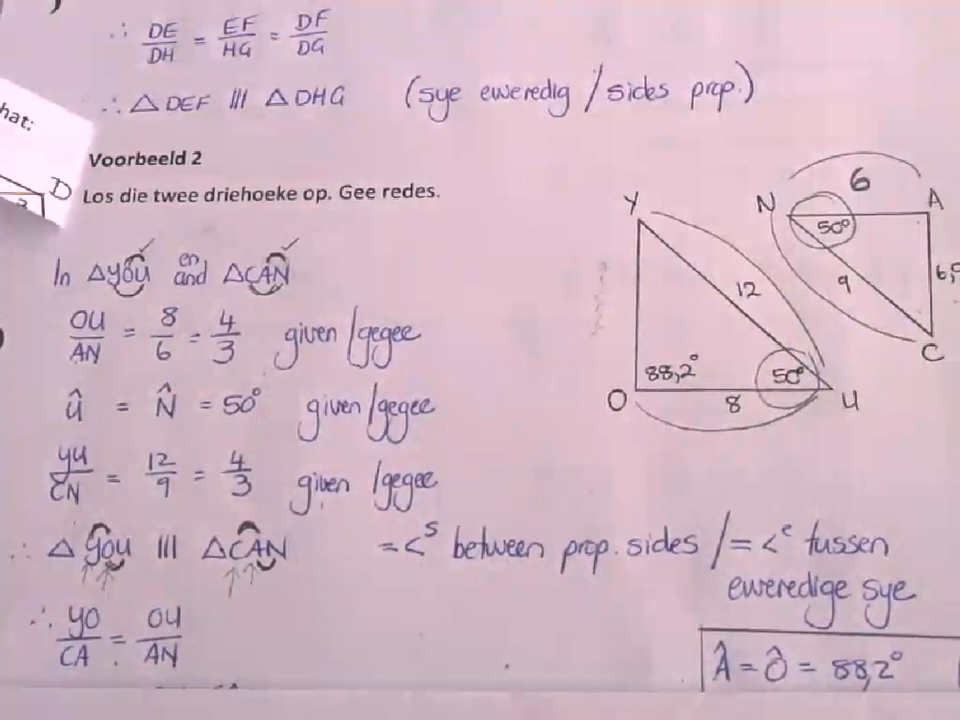 ∴ DE/DH = EF/HG = DF/DG
∴ △DEF /// △DHG (sye eweredig / sides prop.)
hat:
D
Voorbeeld 2
Los die twee driehoeke op. Gee redes.
In △YOU en and △CAN
OU/AN = 8/6 = 4/3 given/gegee
Û = N̂ = 50° given/gegee
YU/CN = 12/9 = 4/3 given/gegee
∴ △YOU /// △CAN = <s between prop. sides / = <e tussen
eweredige sye
∴ YO/CA = OU/AN
Â = Ô = 88,2°
Y
12
88,2°
50°
O
8
U
N
6
A
50°
9
C